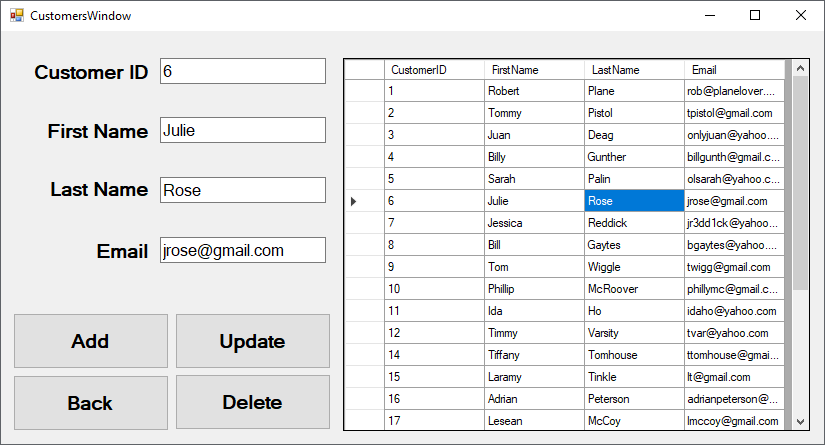 CustomersWindow
Customer ID 6
First Name Julie
Last Name Rose
Email jrose@gmail.com
Add Update
Back Delete
CustomerID FirstName LastName Email
1 Robert Plane rob@planelover....
2 Tommy Pistol tpistol@gmail.com
3 Juan Deag onlyjuan@yahoo....
4 Billy Gunther billgunth@gmail.c...
5 Sarah Palin olsarah@yahoo.c...
6 Julie Rose jrose@gmail.com
7 Jessica Reddick jr3dd1ck@yahoo....
8 Bill Gaytes bgaytes@yahoo....
9 Tom Wiggle twigg@gmail.com
10 Phillip McRoover phillymc@gmail.c...
11 Ida Ho idaho@yahoo.com
12 Timmy Varsity tvar@yahoo.com
14 Tiffany Tomhouse ttomhouse@gmai...
15 Laramy Tinkle lt@gmail.com
16 Adrian Peterson adrianpeterson@...
17 Lesean McCoy lmccoy@gmail.com